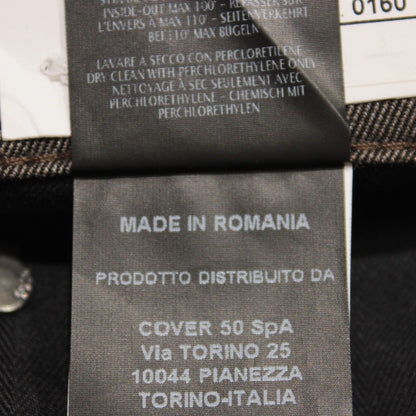 0160
INSIDE-OUT MAX 100° - REPASSER SUR
L'ENVERS A MAX 110° - SEITENVERKEHRT
BEI 110° MAX BUGELN
LAVARE A SECCO CON PERCLORETILENE
DRY CLEAN WITH PERCHLORETHYLENE ONLY
NETTOYAGE A SEC SEULEMENT AVEC
PERCHLORETHYLENE - CHEMISCH MIT
PERCHLORETHYLEN
MADE IN ROMANIA
PRODOTTO DISTRIBUITO DA
COVER 50 SpA
VIa TORINO 25
10044 PIANEZZA
TORINO-ITALIA